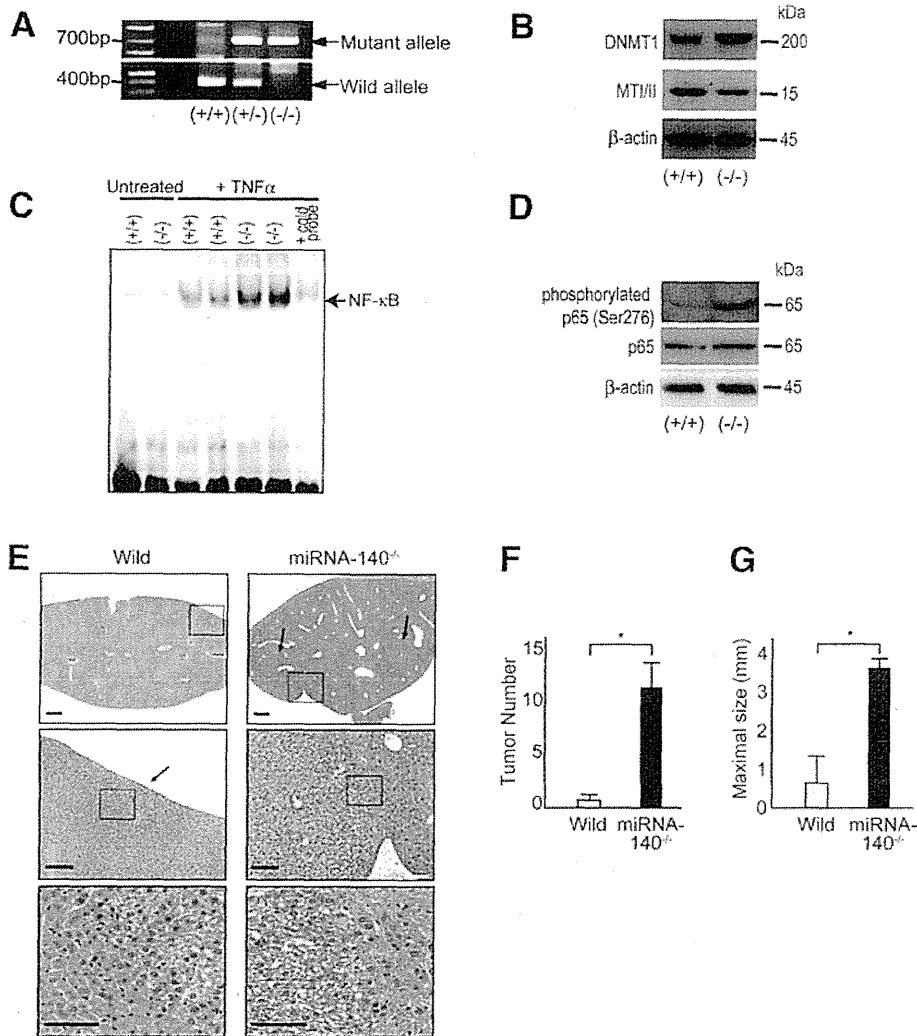 A
700bp
Mutant allele
400bp
Wild allele
(+/+) (+/-) (-/-)
B
kDa
DNMT1
200
MTI/II
15
β-actin
45
(+/+) (-/-)
C
Untreated
+ TNFα
(+/+)
(-/-)
(+/+)
(+/+)
(-/-)
(-/-)
+ cold
probe
NF-κB
D
kDa
phosphorylated
p65 (Ser276)
65
p65
65
β-actin
45
(+/+) (-/-)
E
Wild
miRNA-140-/-
F
Tumor Number
15
10
5
0
*
Wild miRNA-
140-/-
G
Maximal size (mm)
4
3
2
1
0
*
Wild miRNA-
140-/-